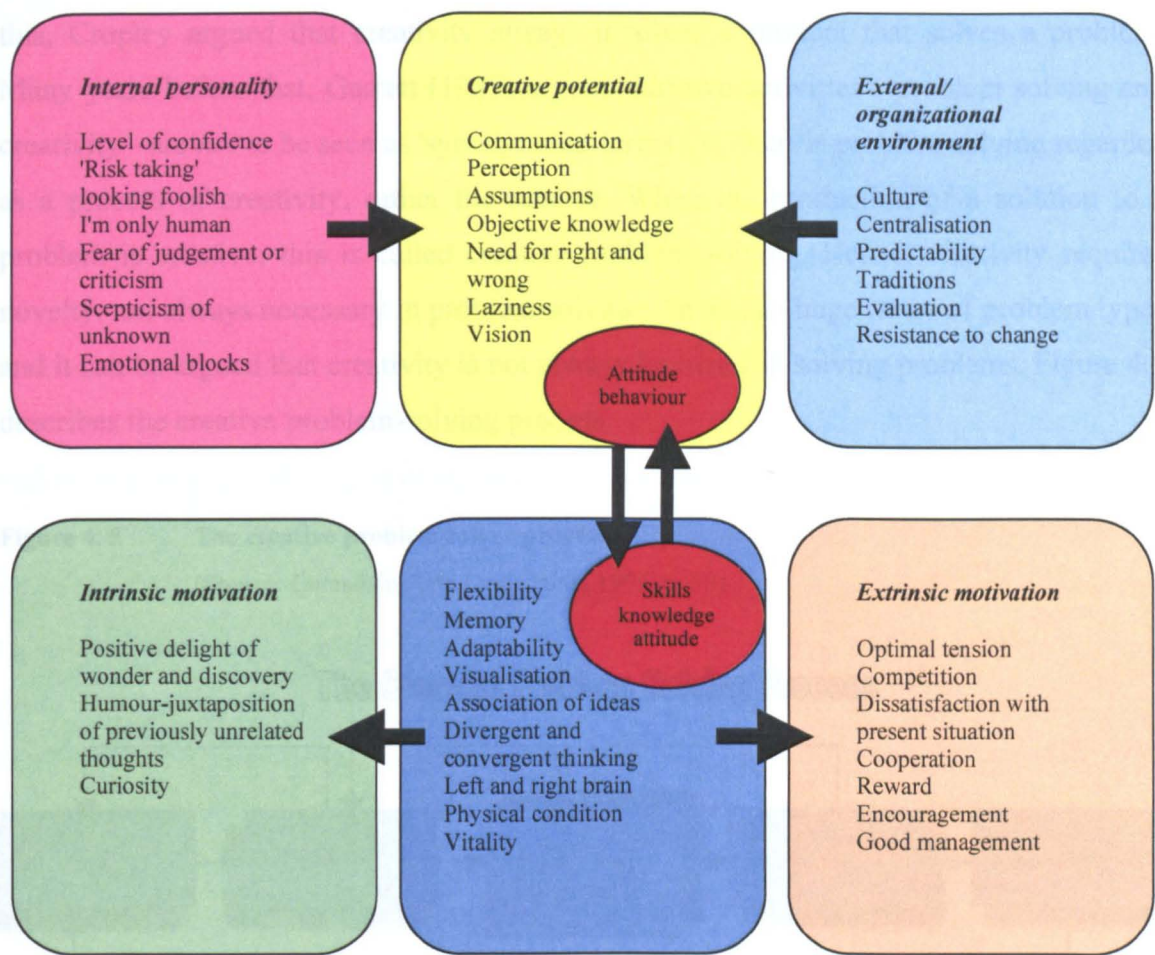 Internal personality
Level of confidence
'Risk taking'
looking foolish
I'm only human
Fear of judgement or
criticism
Scepticism of
unknown
Emotional blocks
Creative potential
Communication
Perception
Assumptions
Objective knowledge
Need for right and
wrong
Laziness
Vision
Attitude
behaviour
External/
organizational
environment
Culture
Centralisation
Predictability
Traditions
Evaluation
Resistance to change
Intrinsic motivation
Positive delight of
wonder and discovery
Humour-juxtaposition
of previously unrelated
thoughts
Curiosity
Flexibility
Memory
Adaptability
Visualisation
Association of ideas
Divergent and
convergent thinking
Left and right brain
Physical condition
Vitality
Skills
knowledge
attitude
Extrinsic motivation
Optimal tension
Competition
Dissatisfaction with
present situation
Cooperation
Reward
Encouragement
Good management